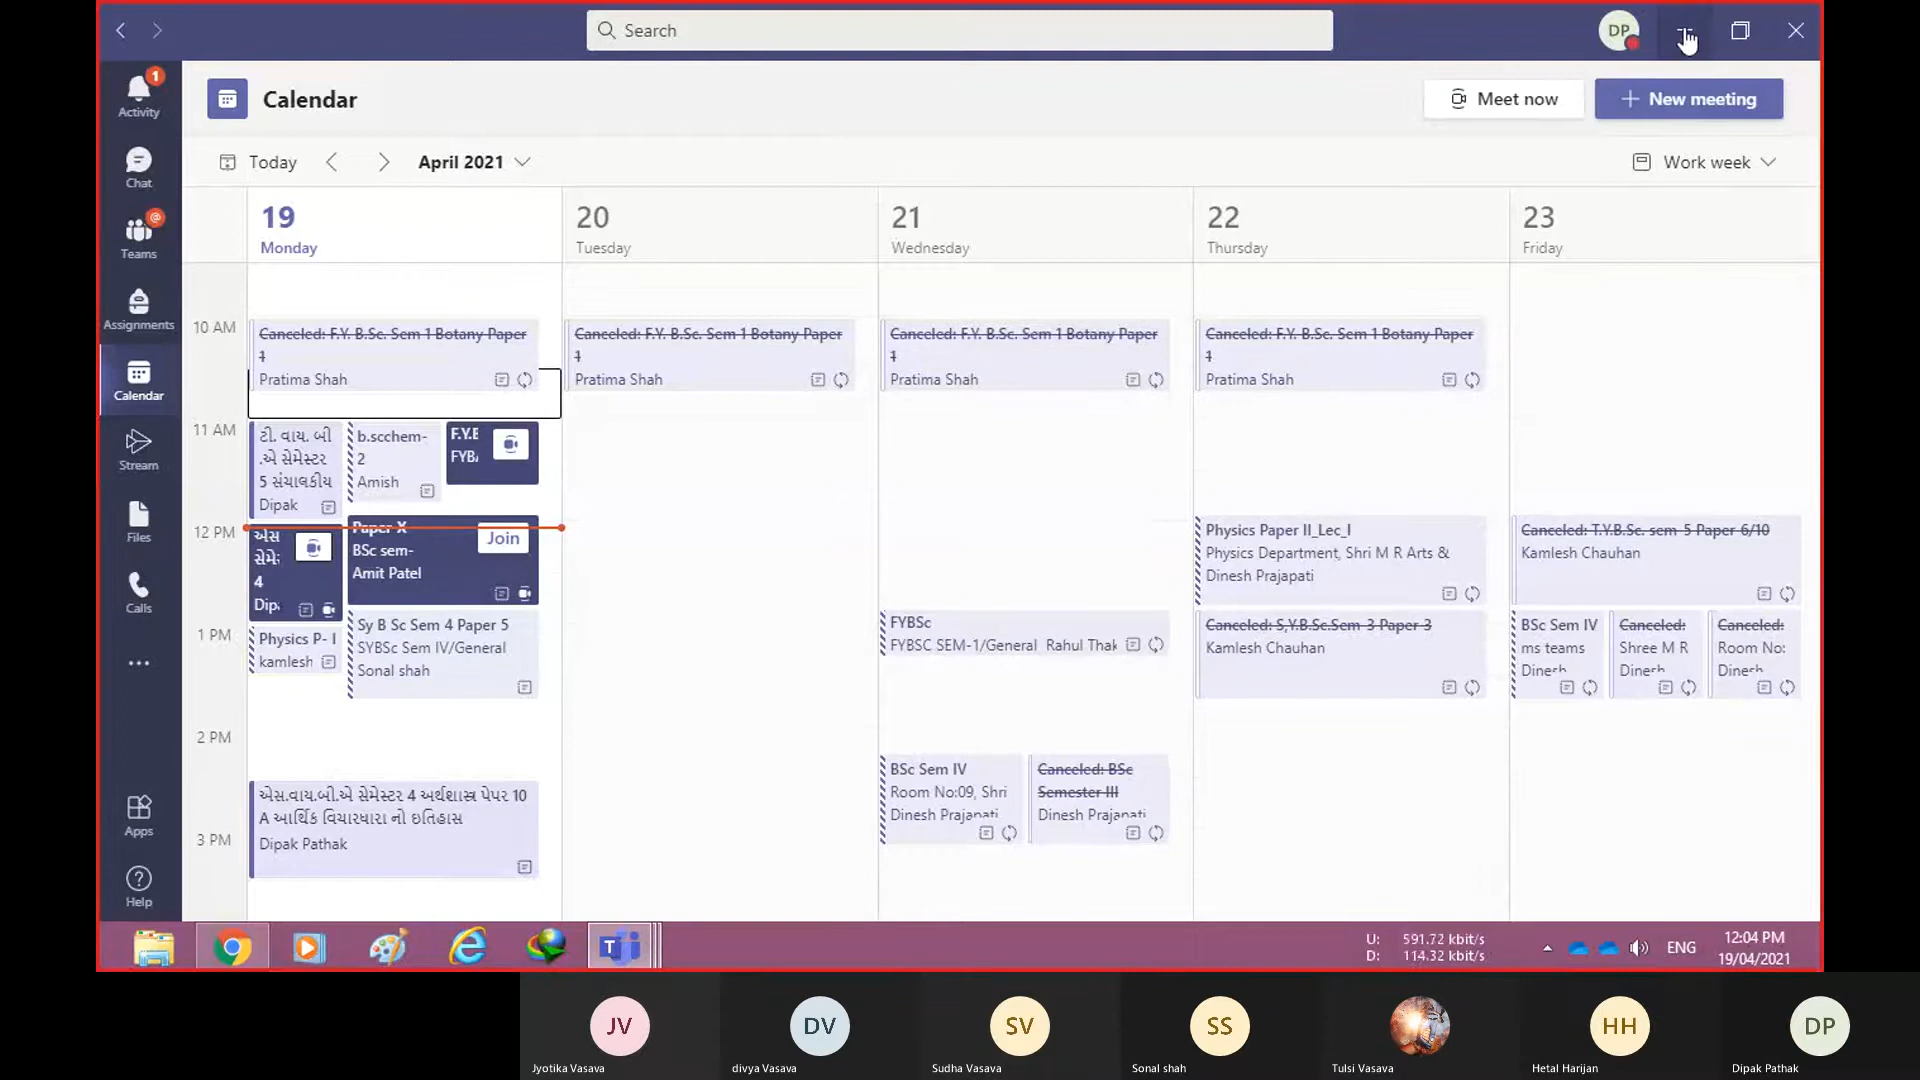 Search
DP
Activity
1
Chat
Teams
Assignments
Calendar
Stream
Files
Calls
Apps
Help
Calendar
Meet now
New meeting
Today
April 2021
Work week
19
Monday
20
Tuesday
21
Wednesday
22
Thursday
23
Friday
10 AM
11 AM
12 PM
1 PM
2 PM
3 PM
Canceled: F.Y. B.Sc. Sem 1 Botany Paper
1
Pratima Shah
Canceled: F.Y. B.Sc. Sem 1 Botany Paper
1
Pratima Shah
Canceled: F.Y. B.Sc. Sem 1 Botany Paper
1
Pratima Shah
Canceled: F.Y. B.Sc. Sem 1 Botany Paper
1
Pratima Shah
ટી. વાય. બી
.એ સેમેસ્ટર
5 સંચાલકીય
Dipak
b.scchem-
2
Amish
F.Y.B
FYB
એસ
સેમે
4
Dip
Paper X
BSc sem-
Amit Patel
Join
Physics P- I
kamlesh
Sy B Sc Sem 4 Paper 5
SYBSc Sem IV/General
Sonal shah
એસ.વાય.બી.એ સેમેસ્ટર 4 અર્થશાસ્ત્ર પેપર 10
A આર્થિક વિચારધારા નો ઇતિહાસ
Dipak Pathak
FYBSc
FYBSC SEM-1/General Rahul Thak
BSc Sem IV
Room No:09, Shri
Dinesh Prajapati
Canceled: BSc
Semester III
Dinesh Prajapati
Physics Paper II_Lec_I
Physics Department, Shri M R Arts &
Dinesh Prajapati
Canceled: S,Y.B.Sc.Sem-3 Paper-3
Kamlesh Chauhan
Canceled: T.Y.B.Sc. sem-5 Paper-6/10
Kamlesh Chauhan
BSc Sem IV
ms teams
Dinesh
Canceled:
Shree M R
Dinesh
Canceled:
Room No:
Dinesh
U: 591.72 kbit/s
D: 114.32 kbit/s
ENG
12:04 PM
19/04/2021
JV
Jyotika Vasava
DV
divya Vasava
SV
Sudha Vasava
SS
Sonal shah
Tulsi Vasava
HH
Hetal Harijan
DP
Dipak Pathak